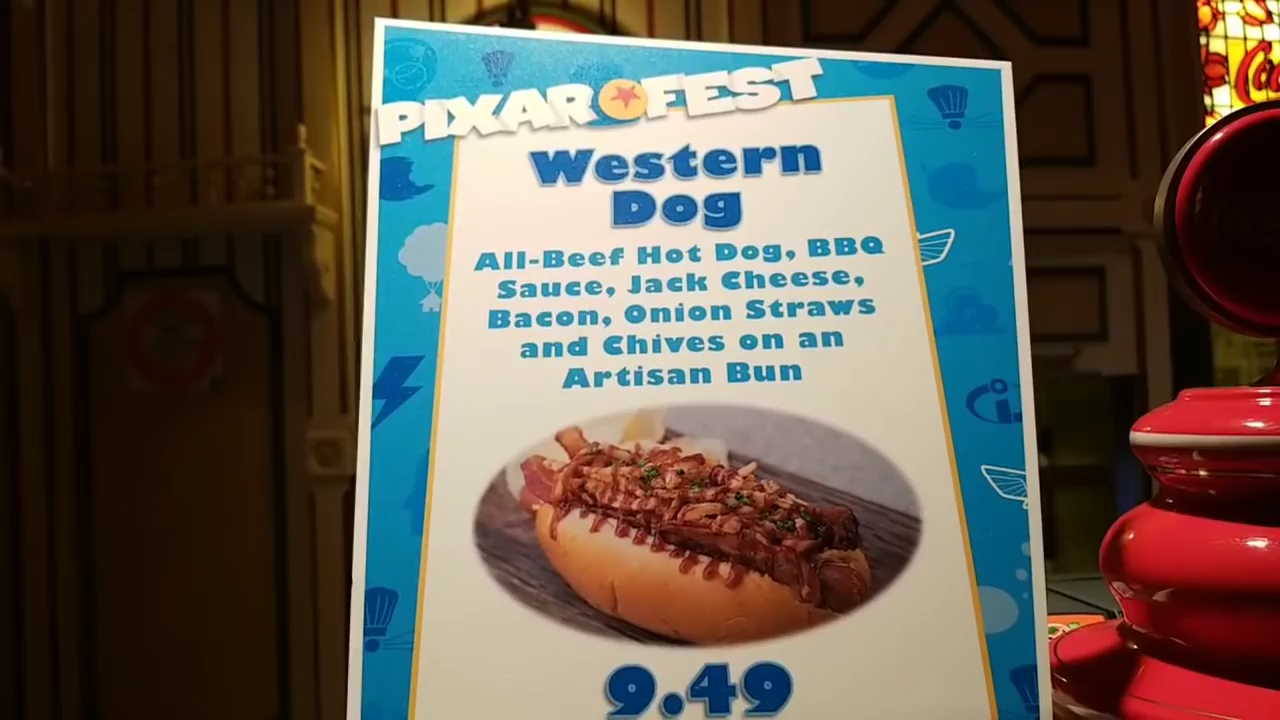 PIXAR FEST
Western
Dog
All-Beef Hot Dog, BBQ
Sauce, Jack Cheese,
Bacon, Onion Straws
and Chives on an
Artisan Bun
9.49